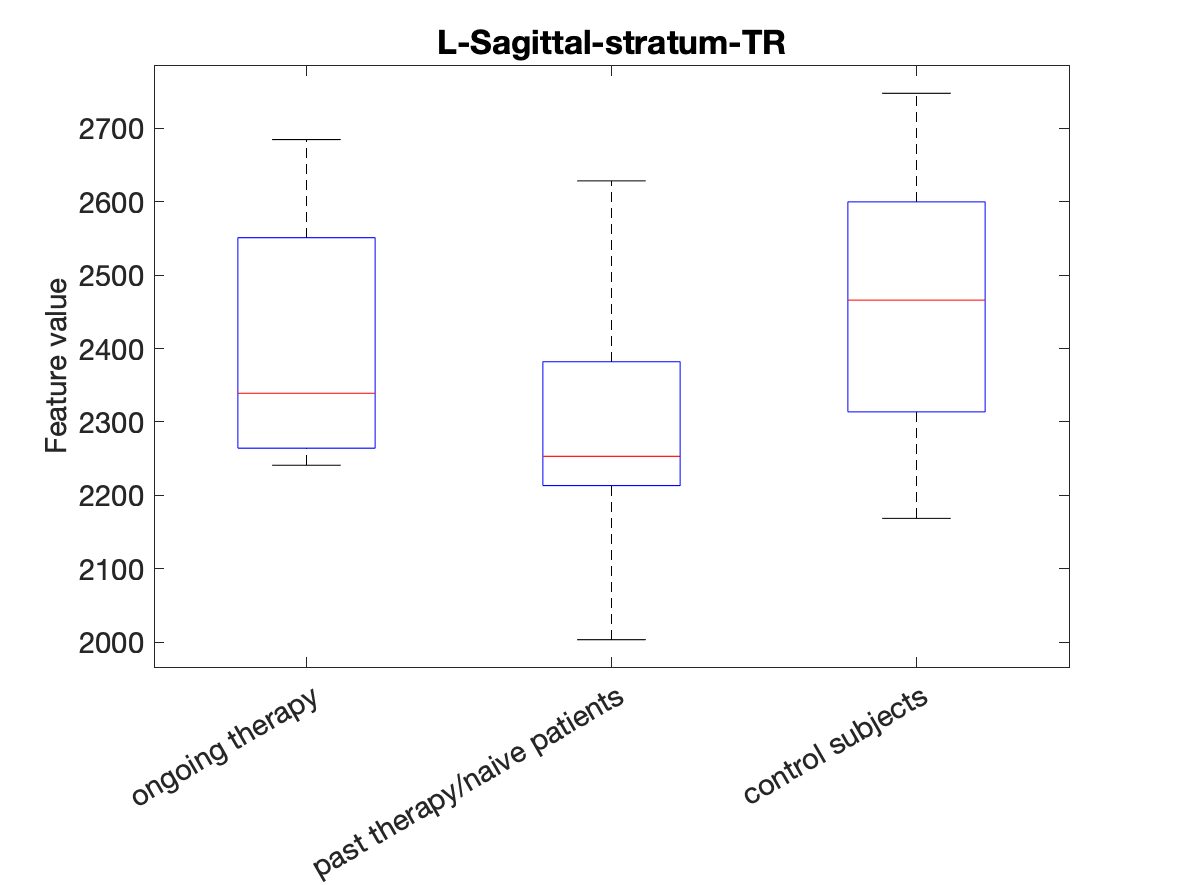 L-Sagittal-stratum-TR
Feature value
2700
2600
2500
2400
2300
2200
2100
2000
ongoing therapy
past therapy/naive patients
control subjects